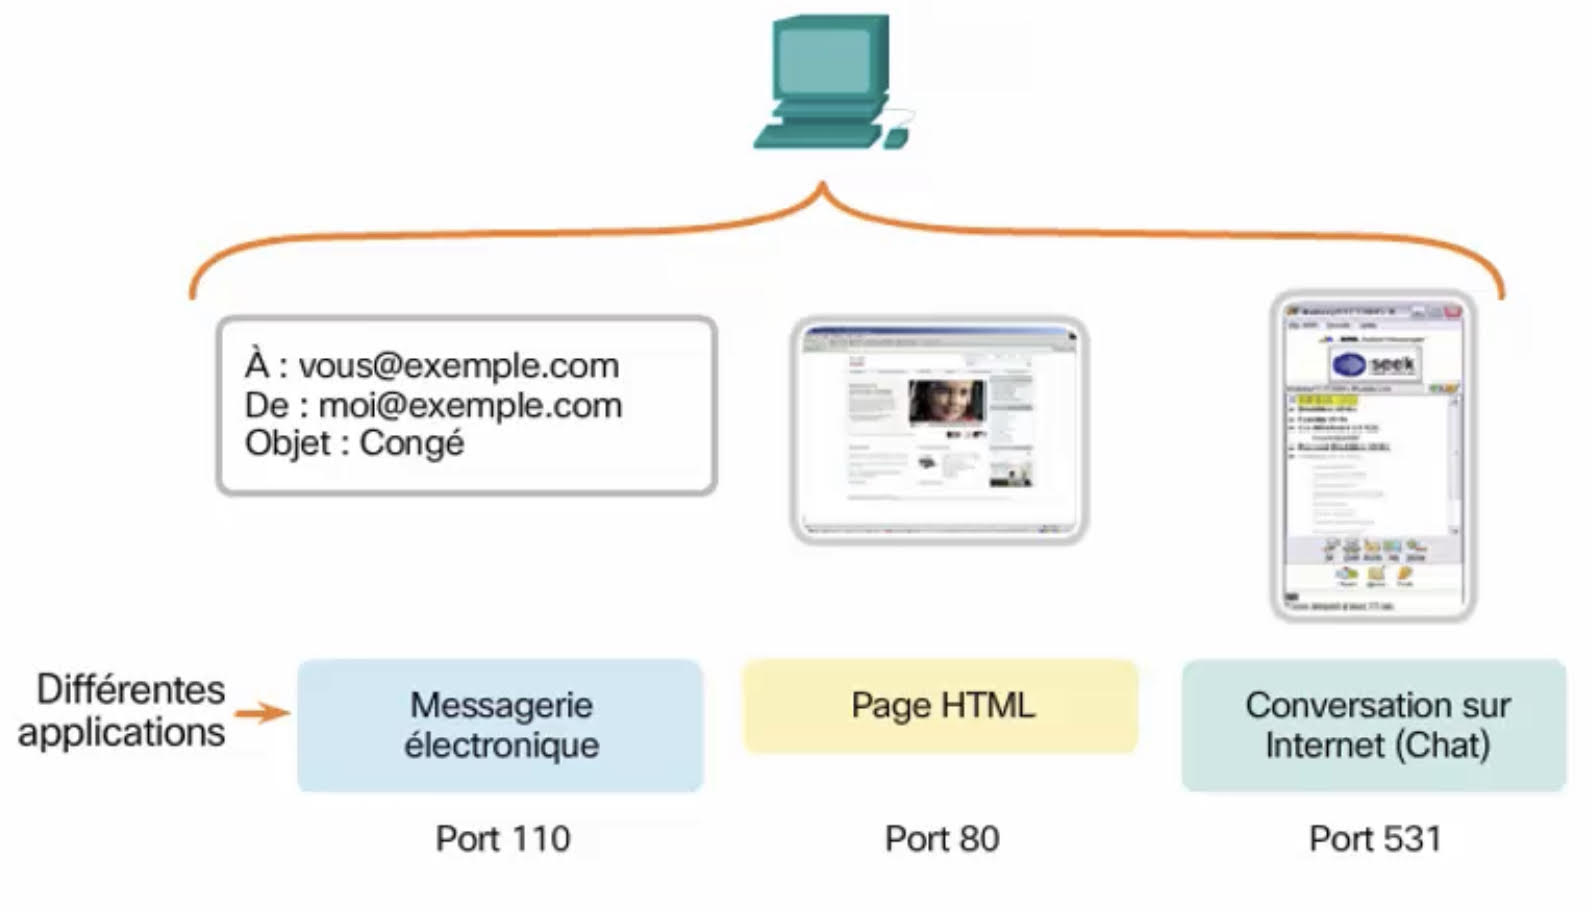 À : vous@exemple.com
De : moi@exemple.com
Objet : Congé
seek
Différentes
applications
Messagerie
électronique
Page HTML
Conversation sur
Internet (Chat)
Port 110
Port 80
Port 531